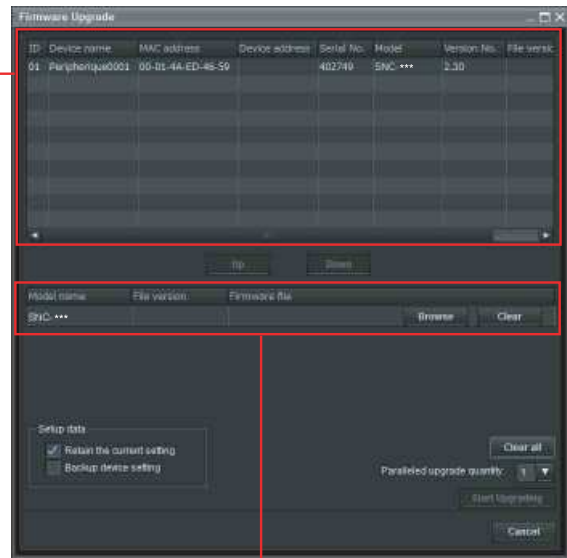 Firmware Upgrade
ID Device name MAC address Device address Serial No. Model Version No. File versic
01 Peripherique0001 00-01-4A-ED-46-59 402749 SNC-*** 2.30
Up Down
Model name File version Firmware file
SNC-*** Browse Clear
Setup data
Retain the current setting
Backup device setting
Clear all
Paralleled upgrade quantity 1
Start Upgrading
Cancel